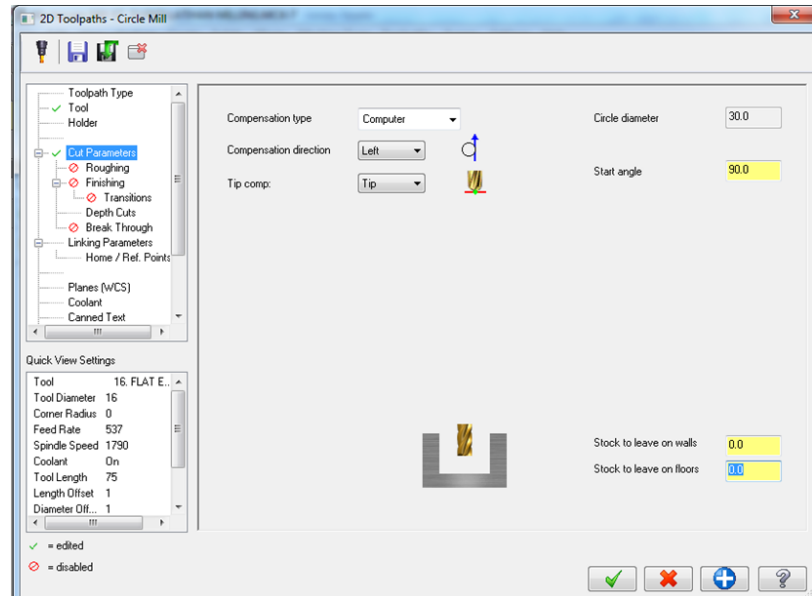 2D Toolpaths - Circle Mill
Toolpath Type
Tool
Holder
Cut Parameters
Roughing
Finishing
Transitions
Depth Cuts
Break Through
Linking Parameters
Home / Ref. Points
Planes (WCS)
Coolant
Canned Text
Quick View Settings
Tool 16. FLAT E..
Tool Diameter 16
Corner Radius 0
Feed Rate 537
Spindle Speed 1790
Coolant On
Tool Length 75
Length Offset 1
Diameter Off... 1
= edited
= disabled
Compensation type Computer
Compensation direction Left
Tip comp: Tip
Circle diameter 30.0
Start angle 90.0
Stock to leave on walls 0.0
Stock to leave on floors 0.0